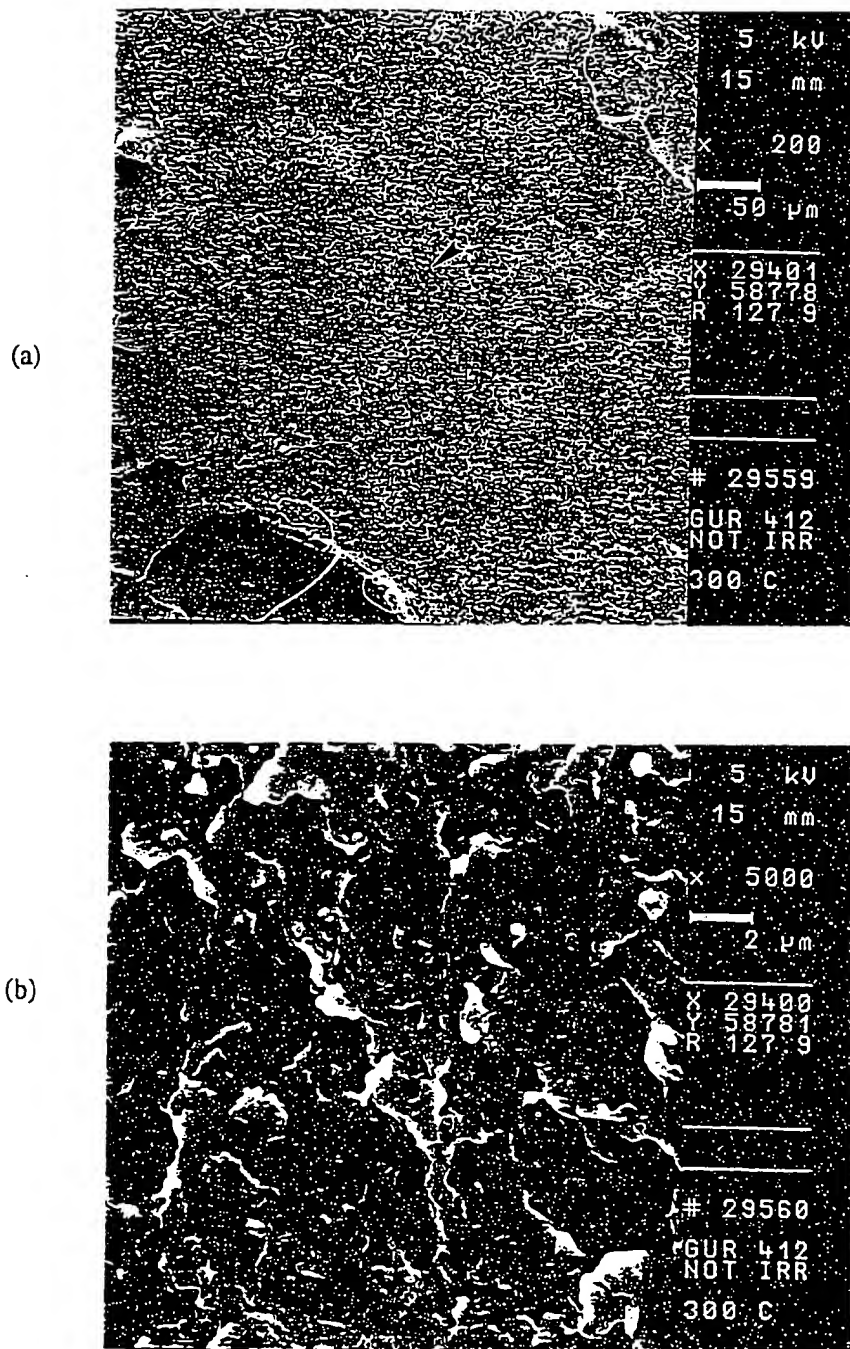 (a)
5 kV
15 mm
x 200
50 µm
X 29401
Y 58778
R 127.9
# 29559
GUR 412
NOT IRR
300 C
(b)
5 kV
15 mm
x 5000
2 µm
X 29400
Y 58781
R 127.9
# 29560
GUR 412
NOT IRR
300 C